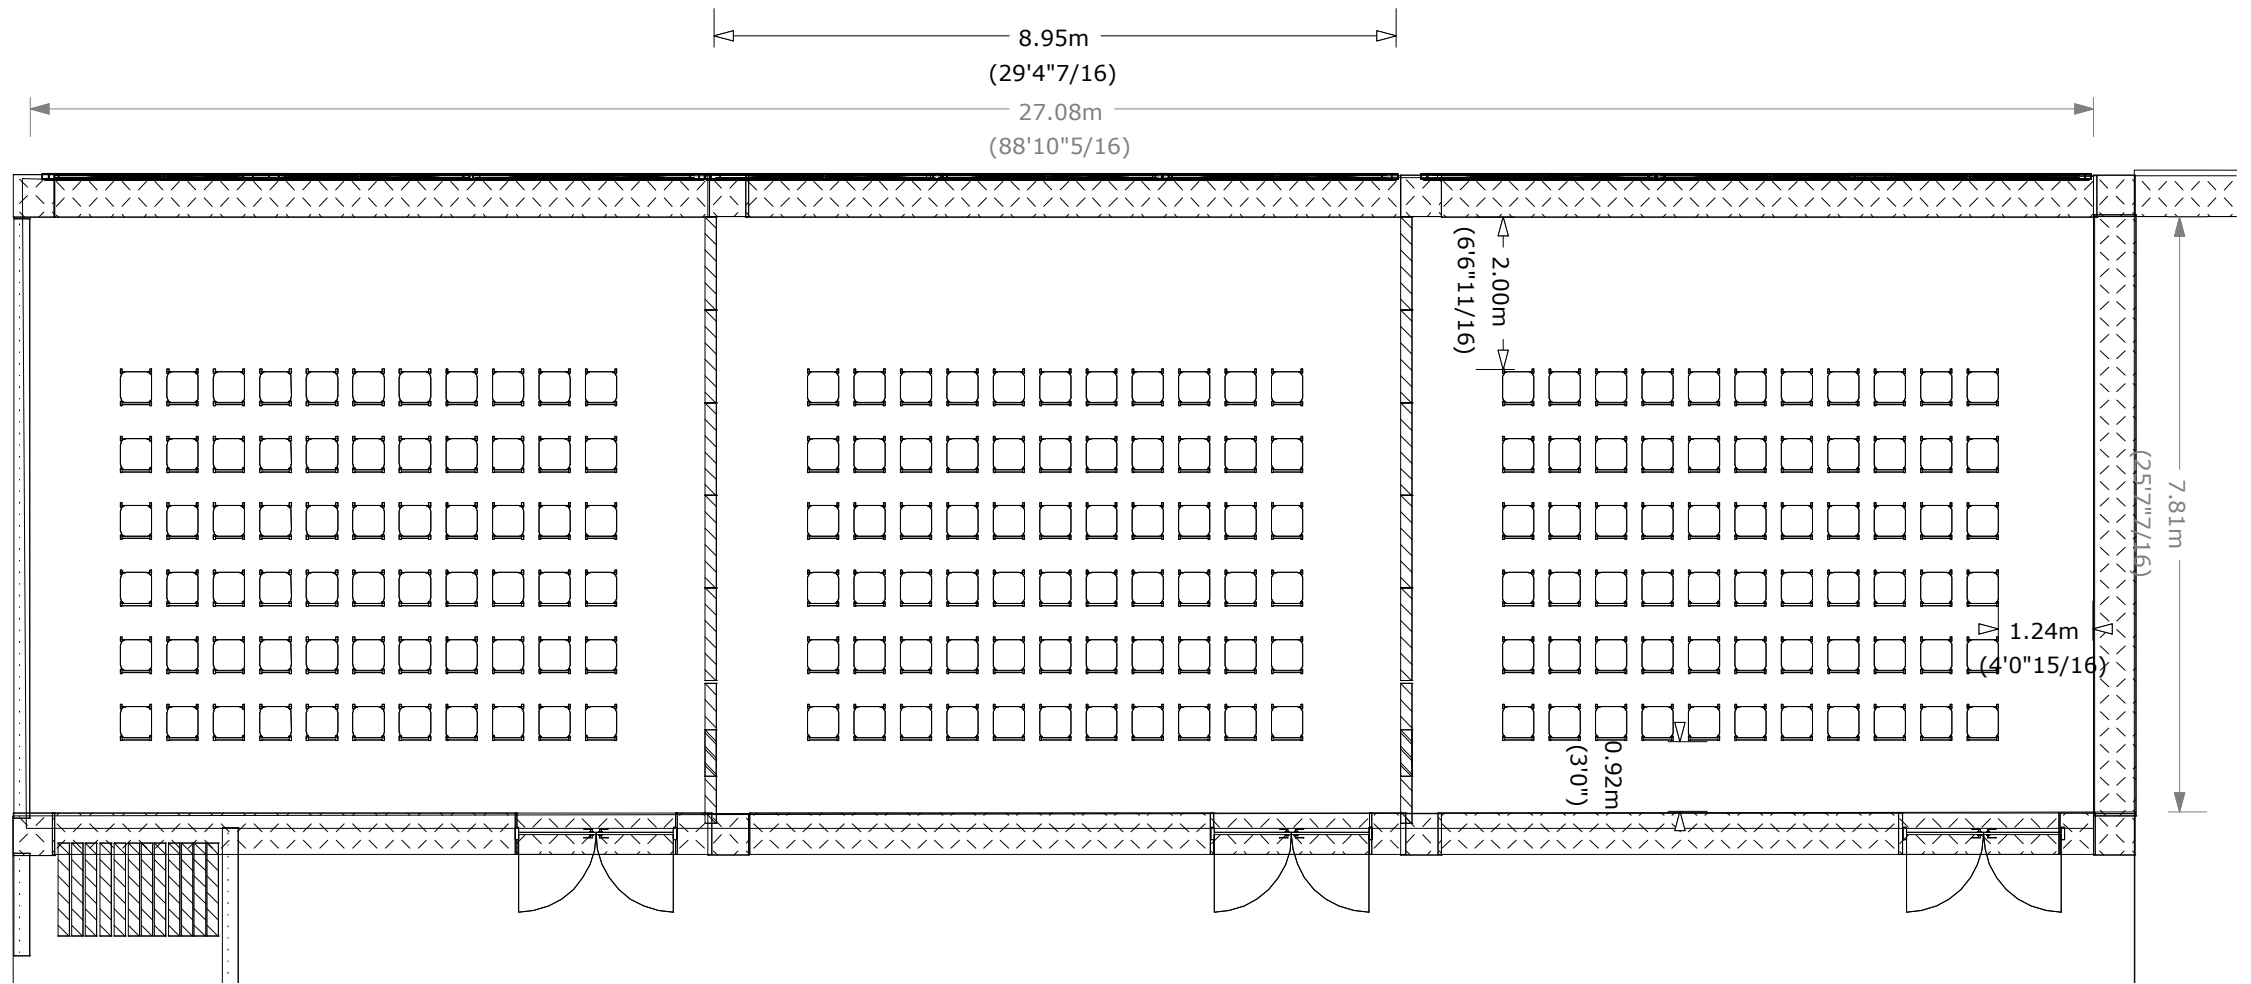 8.95m
(29'4"7/16)
27.08m
(88'10"5/16)
2.00m
(6'6"11/16)
7.81m
(25'7"7/16)
1.24m
(4'0"15/16)
0.92m
(3'0")